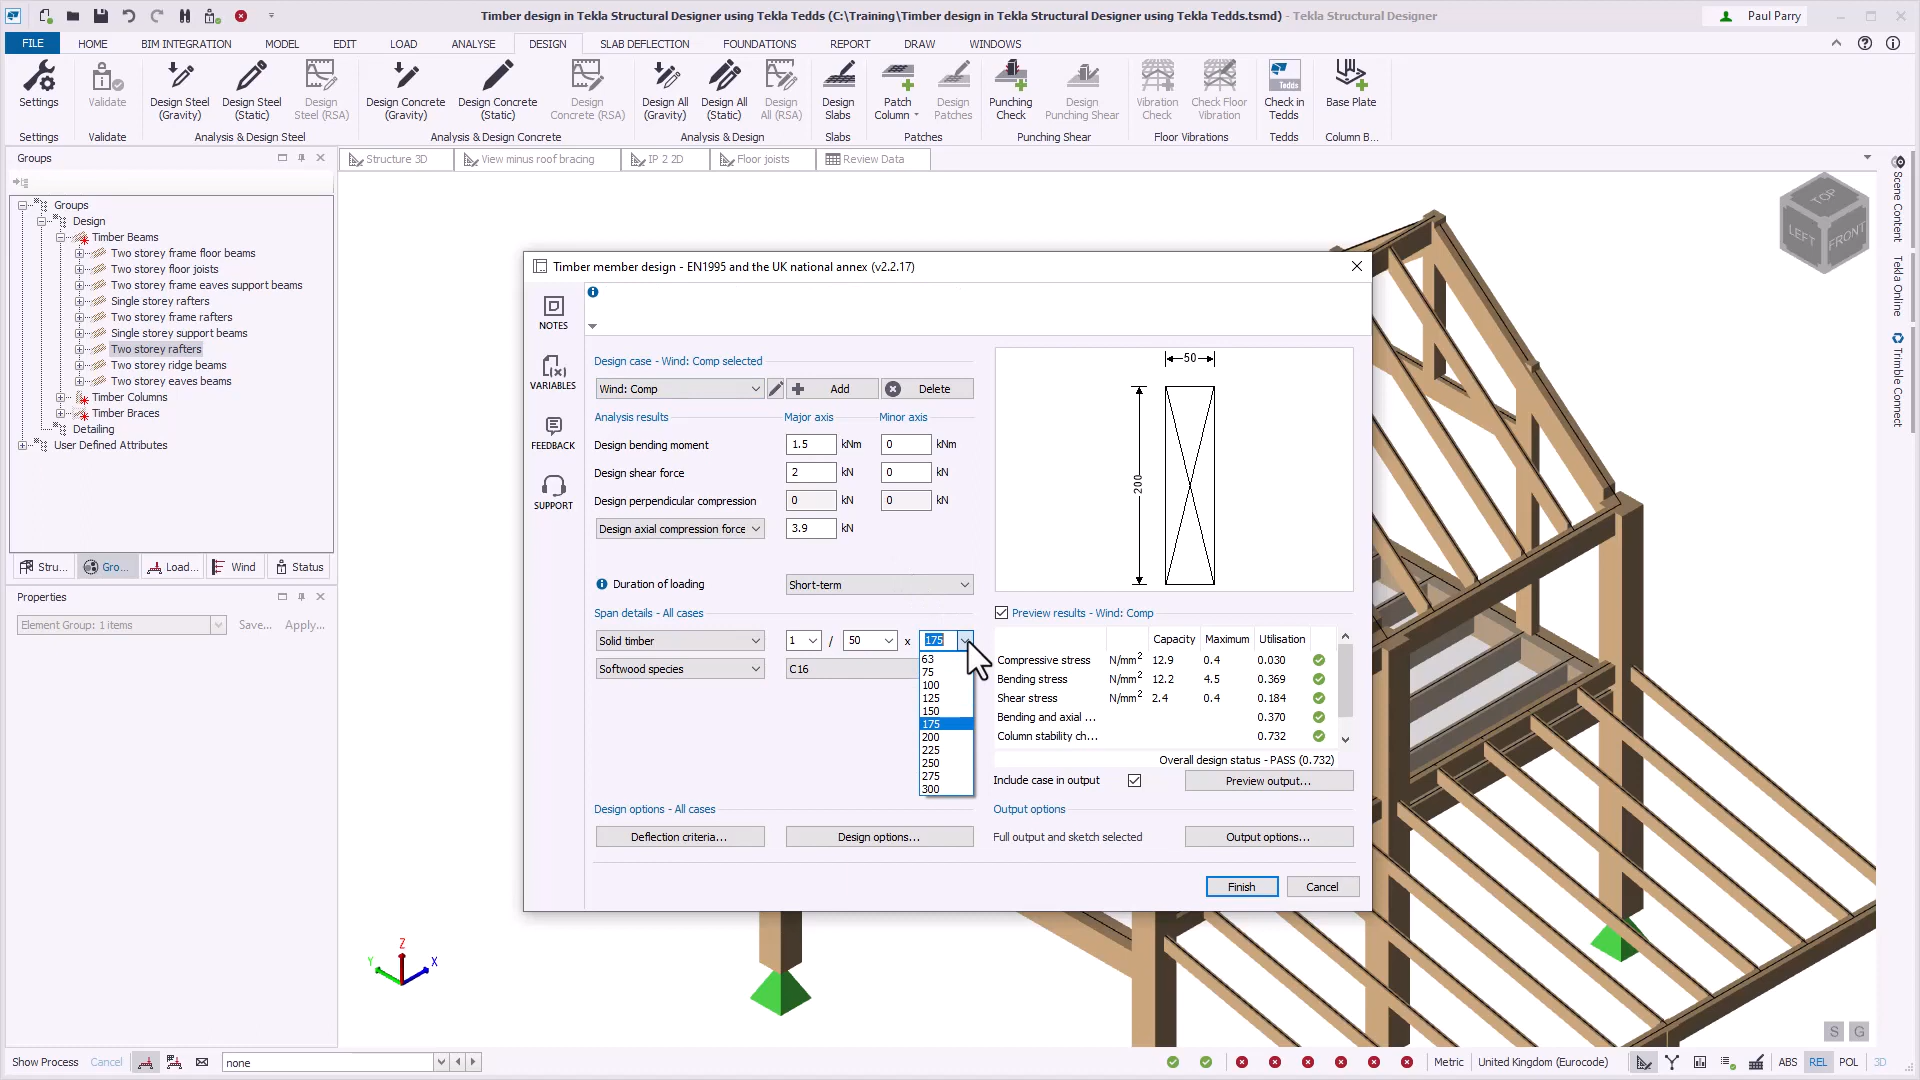 Timber design in Tekla Structural Designer using Tekla Tedds (C:\Training\Timber design in Tekla Structural Designer using Tekla Tedds.tsmd) - Tekla Structural Designer
Paul Parry
FILE HOME BIM INTEGRATION MODEL EDIT LOAD ANALYSE DESIGN SLAB DEFLECTION FOUNDATIONS REPORT DRAW WINDOWS
Settings Validate Design Steel (Gravity) Design Steel (Static) Design Steel (RSA) Design Concrete (Gravity) Design Concrete (Static) Design Concrete (RSA) Design All (Gravity) Design All (Static) Design All (RSA) Design Slabs Patch Column Design Patches Punching Check Design Punching Shear Vibration Check Check Floor Vibration Tedds Check in Tedds Base Plate
Settings Validate Analysis & Design Steel Analysis & Design Concrete Analysis & Design Slabs Patches Punching Shear Floor Vibrations Tedds Column B...
Groups
Structure 3D View minus roof bracing IP 2 2D Floor joists Review Data
Groups
Design
Timber Beams
Two storey frame floor beams
Two storey floor joists
Two storey frame eaves support beams
Single storey rafters
Two storey frame rafters
Single storey support beams
Two storey rafters
Two storey ridge beams
Two storey eaves beams
Timber Columns
Timber Braces
Detailing
User Defined Attributes
Stru... Gro... Load... Wind Status
Properties
Element Group: 1 items Save... Apply...
Timber member design - EN1995 and the UK national annex (v2.2.17)
NOTES
VARIABLES
FEEDBACK
SUPPORT
Design case - Wind: Comp selected
Wind: Comp Add Delete
Analysis results Major axis Minor axis
Design bending moment 1.5 kNm 0 kNm
Design shear force 2 kN 0 kN
Design perpendicular compression 0 kN 0 kN
Design axial compression force 3.9 kN
Duration of loading Short-term
Span details - All cases
Solid timber 1 / 50 x 175
Softwood species C16
63
75
100
125
150
175
200
225
250
275
300
Design options - All cases
Deflection criteria... Design options...
50
200
Preview results - Wind: Comp
Capacity Maximum Utilisation
Compressive stress N/mm2 12.9 0.4 0.030
Bending stress N/mm2 12.2 4.5 0.369
Shear stress N/mm2 2.4 0.4 0.184
Bending and axial ... 0.370
Column stability ch... 0.732
Overall design status - PASS (0.732)
Include case in output Preview output...
Output options
Full output and sketch selected Output options...
Finish Cancel
TOP
LEFT FRONT
Scene Content
Tekla Online
Trimble Connect
Z
Y X
S G
Show Process Cancel none Metric United Kingdom (Eurocode) ABS REL POL 3D